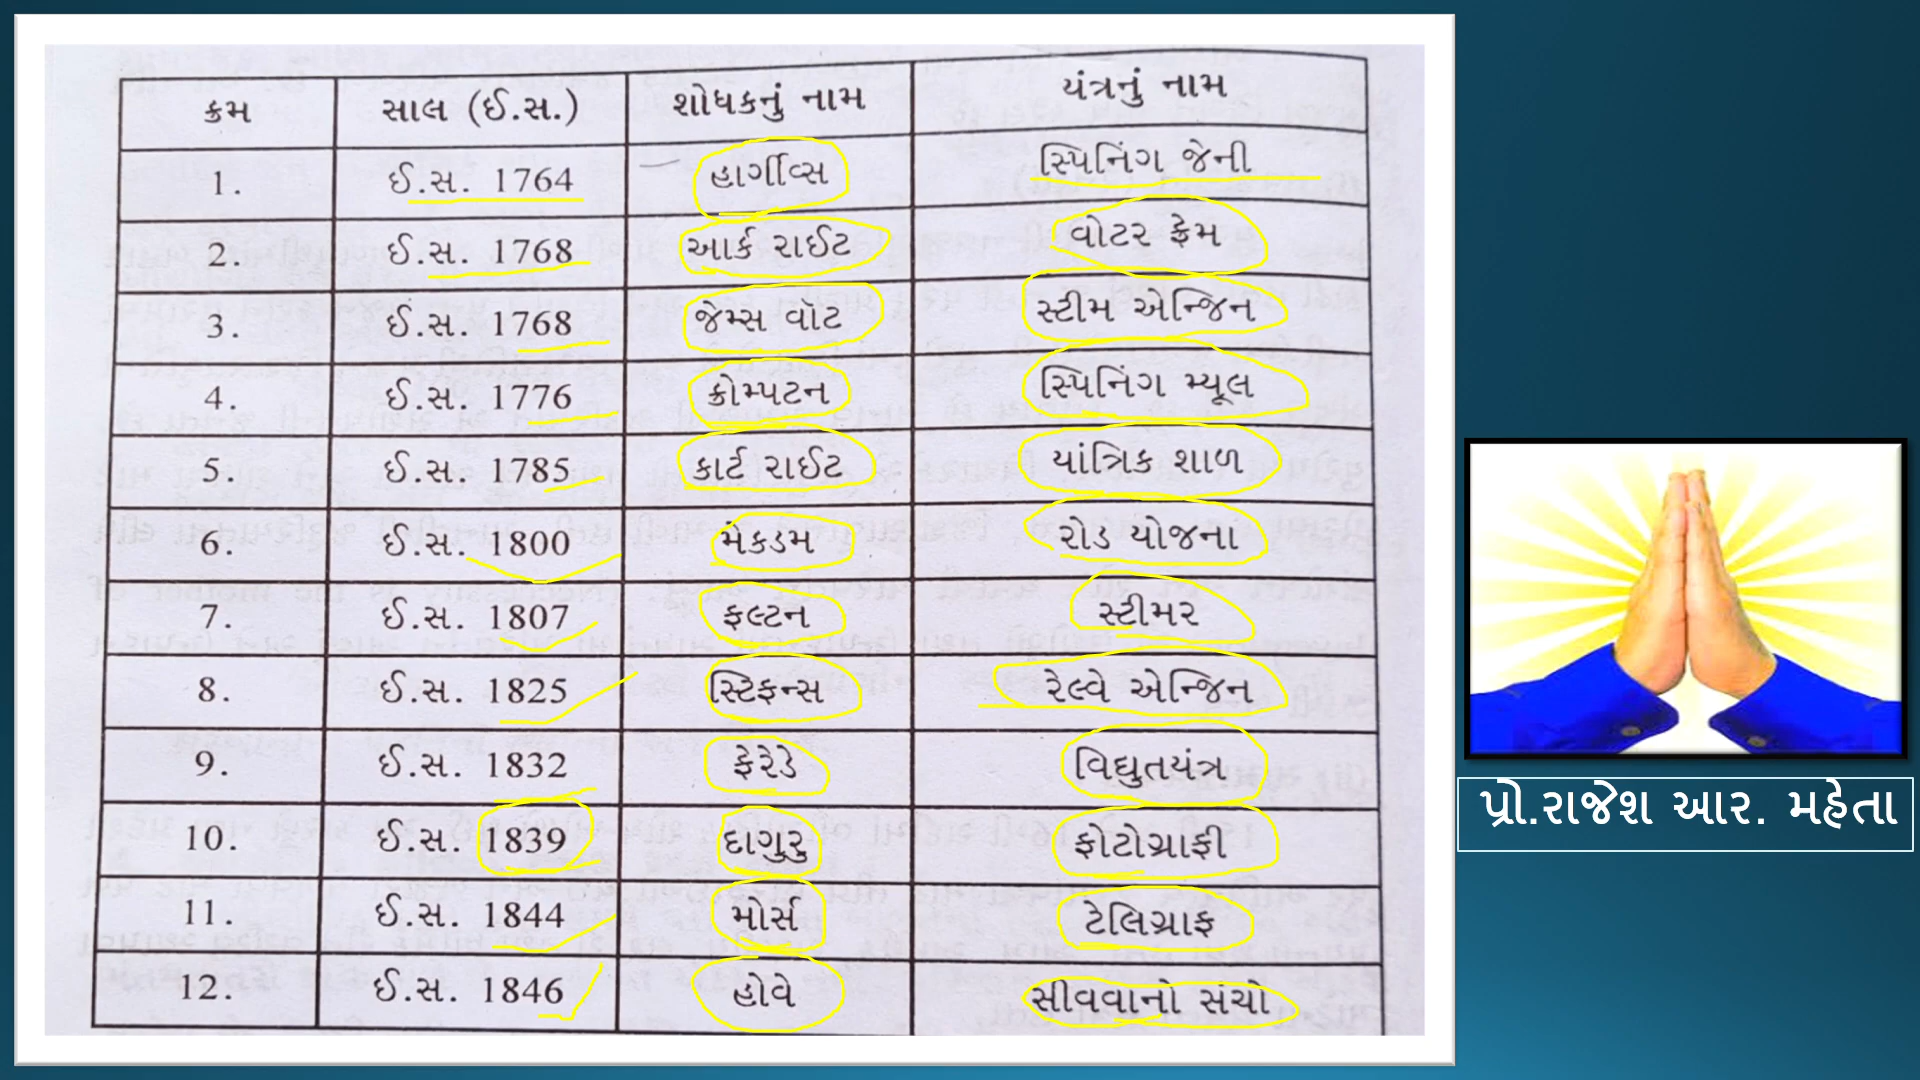 ક્રમ સાલ (ઈ.સ.) શોધકનું નામ યંત્રનું નામ
1. ઈ.સ. 1764 હાર્ગીવ્સ સ્પિનિંગ જેની
2. ઈ.સ. 1768 આર્ક રાઈટ વોટર ફ્રેમ
3. ઈ.સ. 1768 જેમ્સ વૉટ સ્ટીમ એન્જિન
4. ઈ.સ. 1776 ક્રોમ્પટન સ્પિનિંગ મ્યૂલ
5. ઈ.સ. 1785 કાર્ટ રાઈટ યાંત્રિક શાળ
6. ઈ.સ. 1800 મેકડમ રોડ યોજના
7. ઈ.સ. 1807 ફલ્ટન સ્ટીમર
8. ઈ.સ. 1825 સ્ટિફન્સ રેલ્વે એન્જિન
9. ઈ.સ. 1832 ફેરેડે વિદ્યુતયંત્ર
10. ઈ.સ. 1839 દાગુરુ ફોટોગ્રાફી
11. ઈ.સ. 1844 મોર્સ ટેલિગ્રાફ
12. ઈ.સ. 1846 હોવે સીવવાનો સંચો
પ્રો.રાજેશ આર. મહેતા